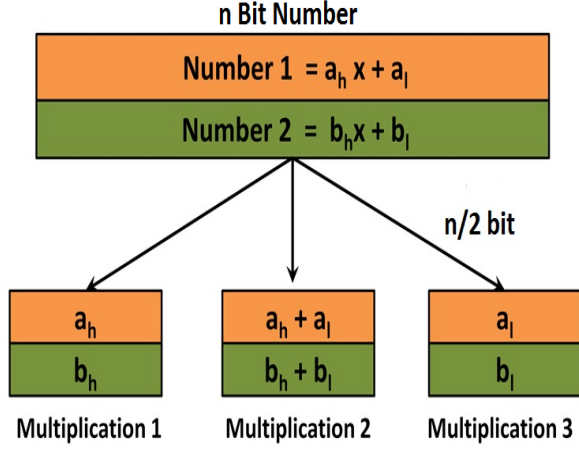 n Bit Number
Number 1 = aₕ x + aₗ
Number 2 = bₕx + bₗ
n/2 bit
aₕ aₕ + aₗ aₗ
bₕ bₕ + bₗ bₗ
Multiplication 1 Multiplication 2 Multiplication 3